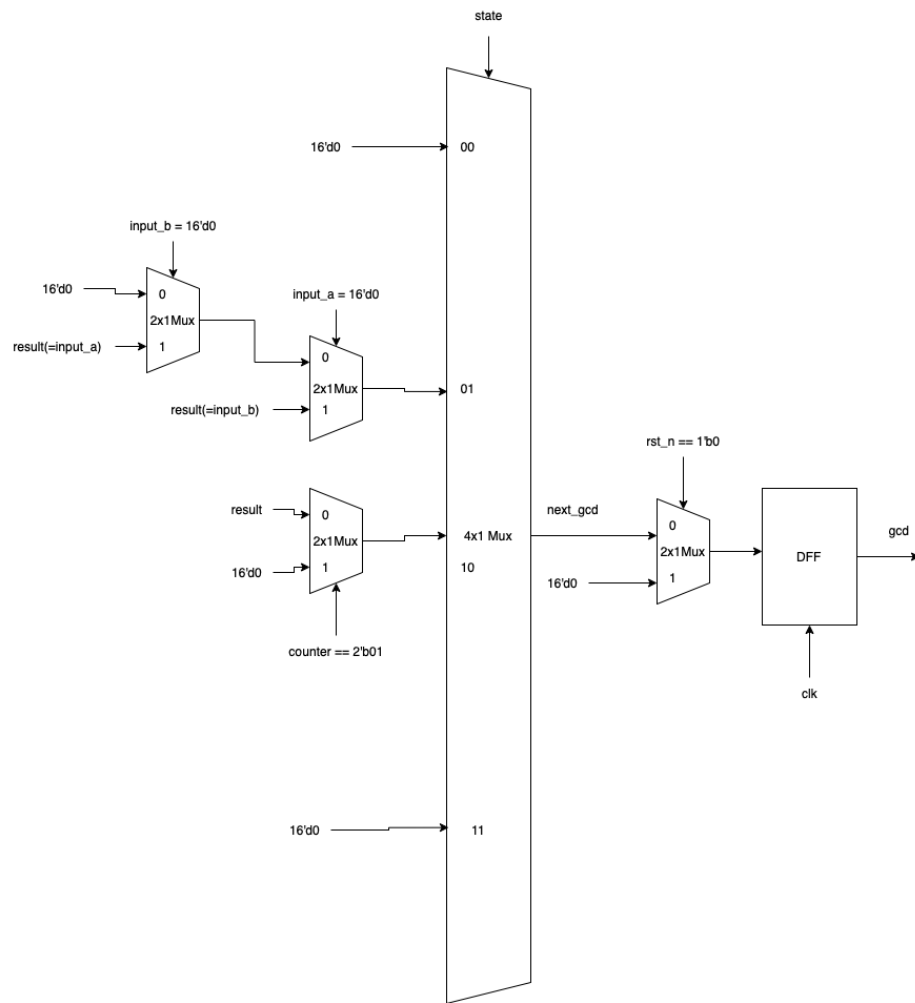 state
16'd0
00
input_b = 16'd0
16'd0
0
2x1Mux
result(=input_a)
1
input_a = 16'd0
0
2x1Mux
result(=input_b)
1
01
rst_n == 1'b0
result
0
2x1Mux
16'd0
1
counter == 2'b01
4x1 Mux
10
next_gcd
0
2x1Mux
16'd0
1
DFF
gcd
clk
16'd0
11